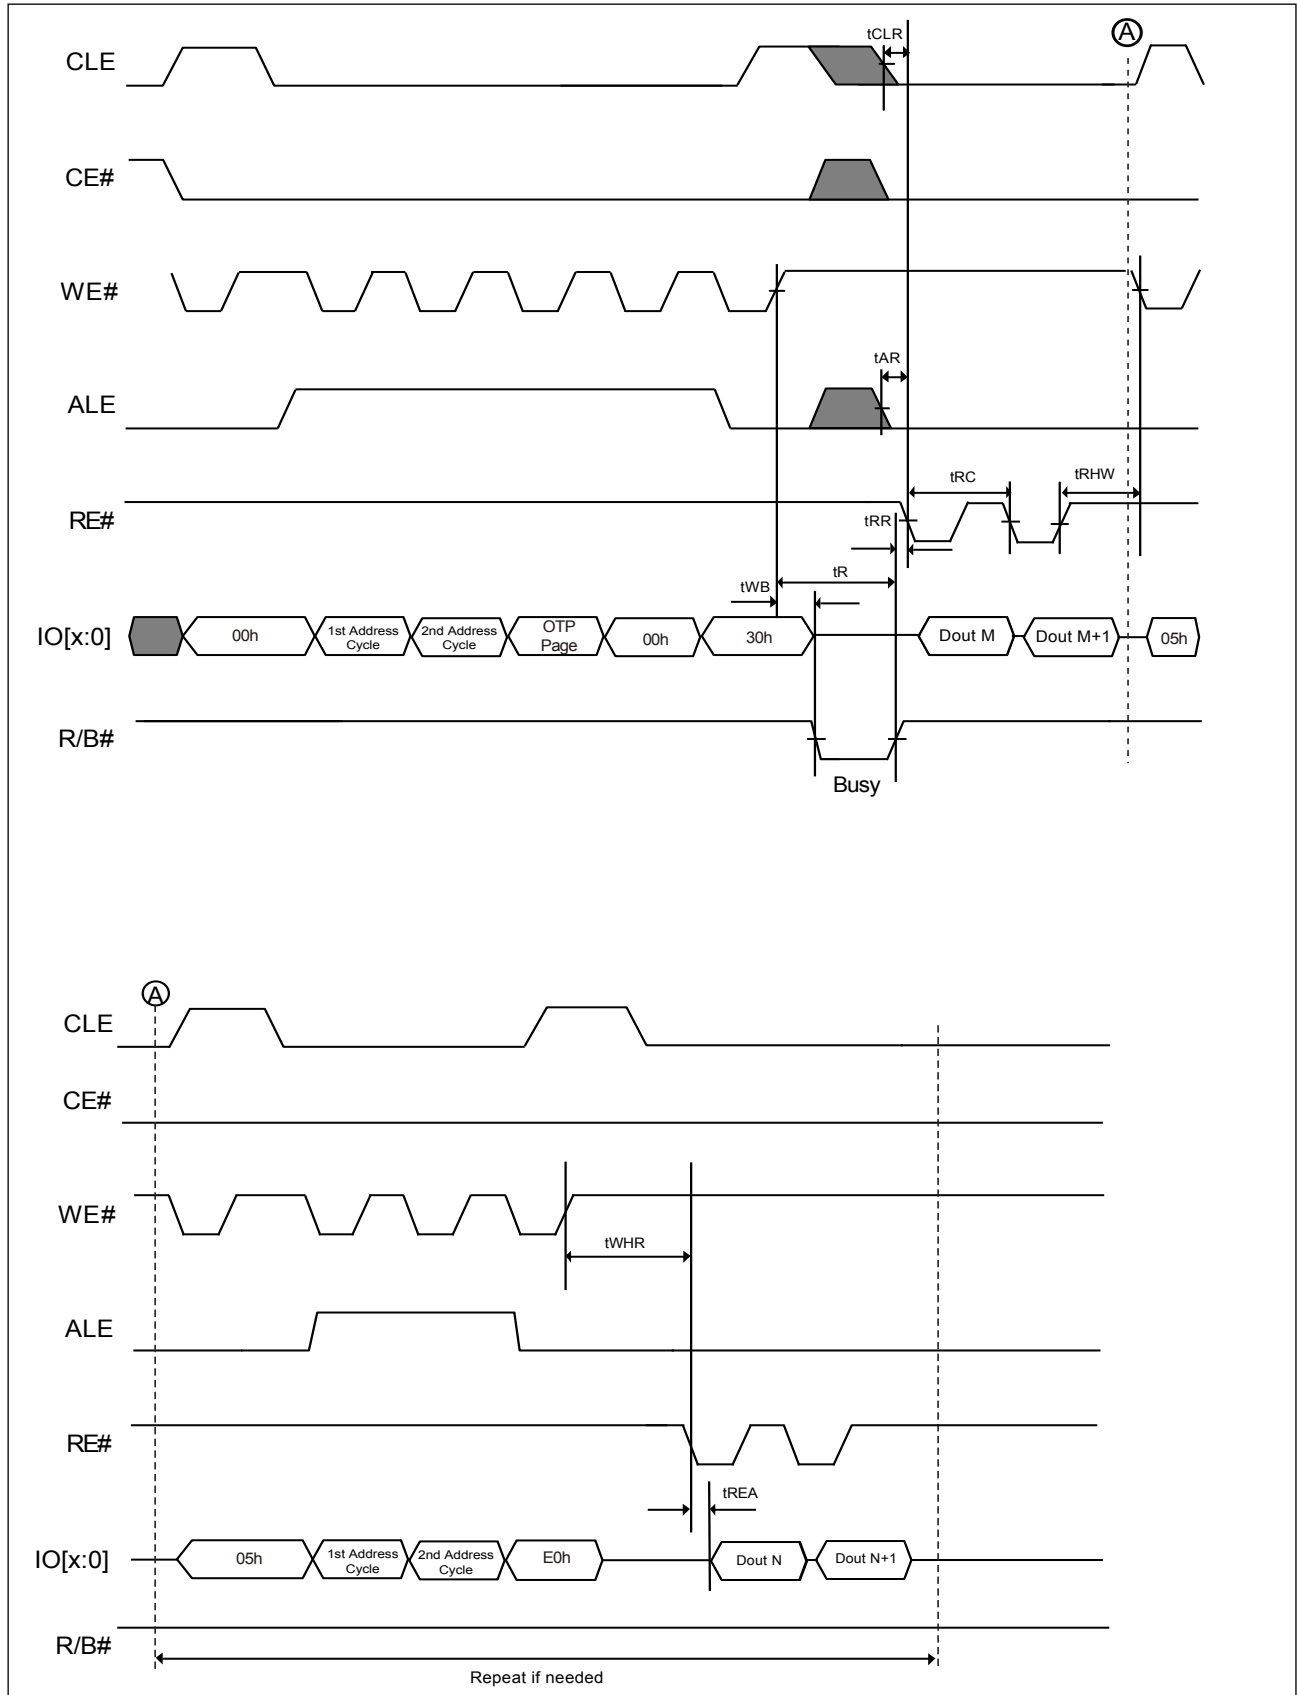 CLE
tCLR
A
CE#
WE#
ALE
tAR
RE#
tRR
tRC
tRHW
tWB
tR
IO[x:0]
00h
1st Address
Cycle
2nd Address
Cycle
OTP
Page
00h
30h
Dout M
Dout M+1
05h
R/B#
Busy
A
CLE
CE#
WE#
tWHR
ALE
RE#
tREA
IO[x:0]
05h
1st Address
Cycle
2nd Address
Cycle
E0h
Dout N
Dout N+1
R/B#
Repeat if needed